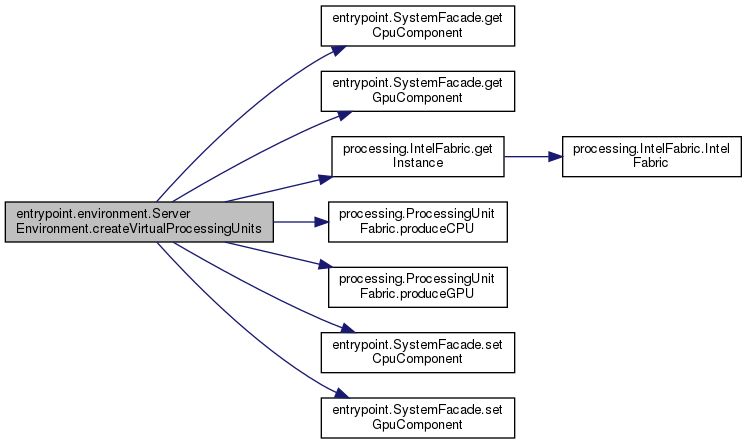 entrypoint.SystemFacade.get
CpuComponent
entrypoint.SystemFacade.get
GpuComponent
processing.IntelFabric.get
Instance
processing.IntelFabric.Intel
Fabric
entrypoint.environment.Server
Environment.createVirtualProcessingUnits
processing.ProcessingUnit
Fabric.produceCPU
processing.ProcessingUnit
Fabric.produceGPU
entrypoint.SystemFacade.set
CpuComponent
entrypoint.SystemFacade.set
GpuComponent